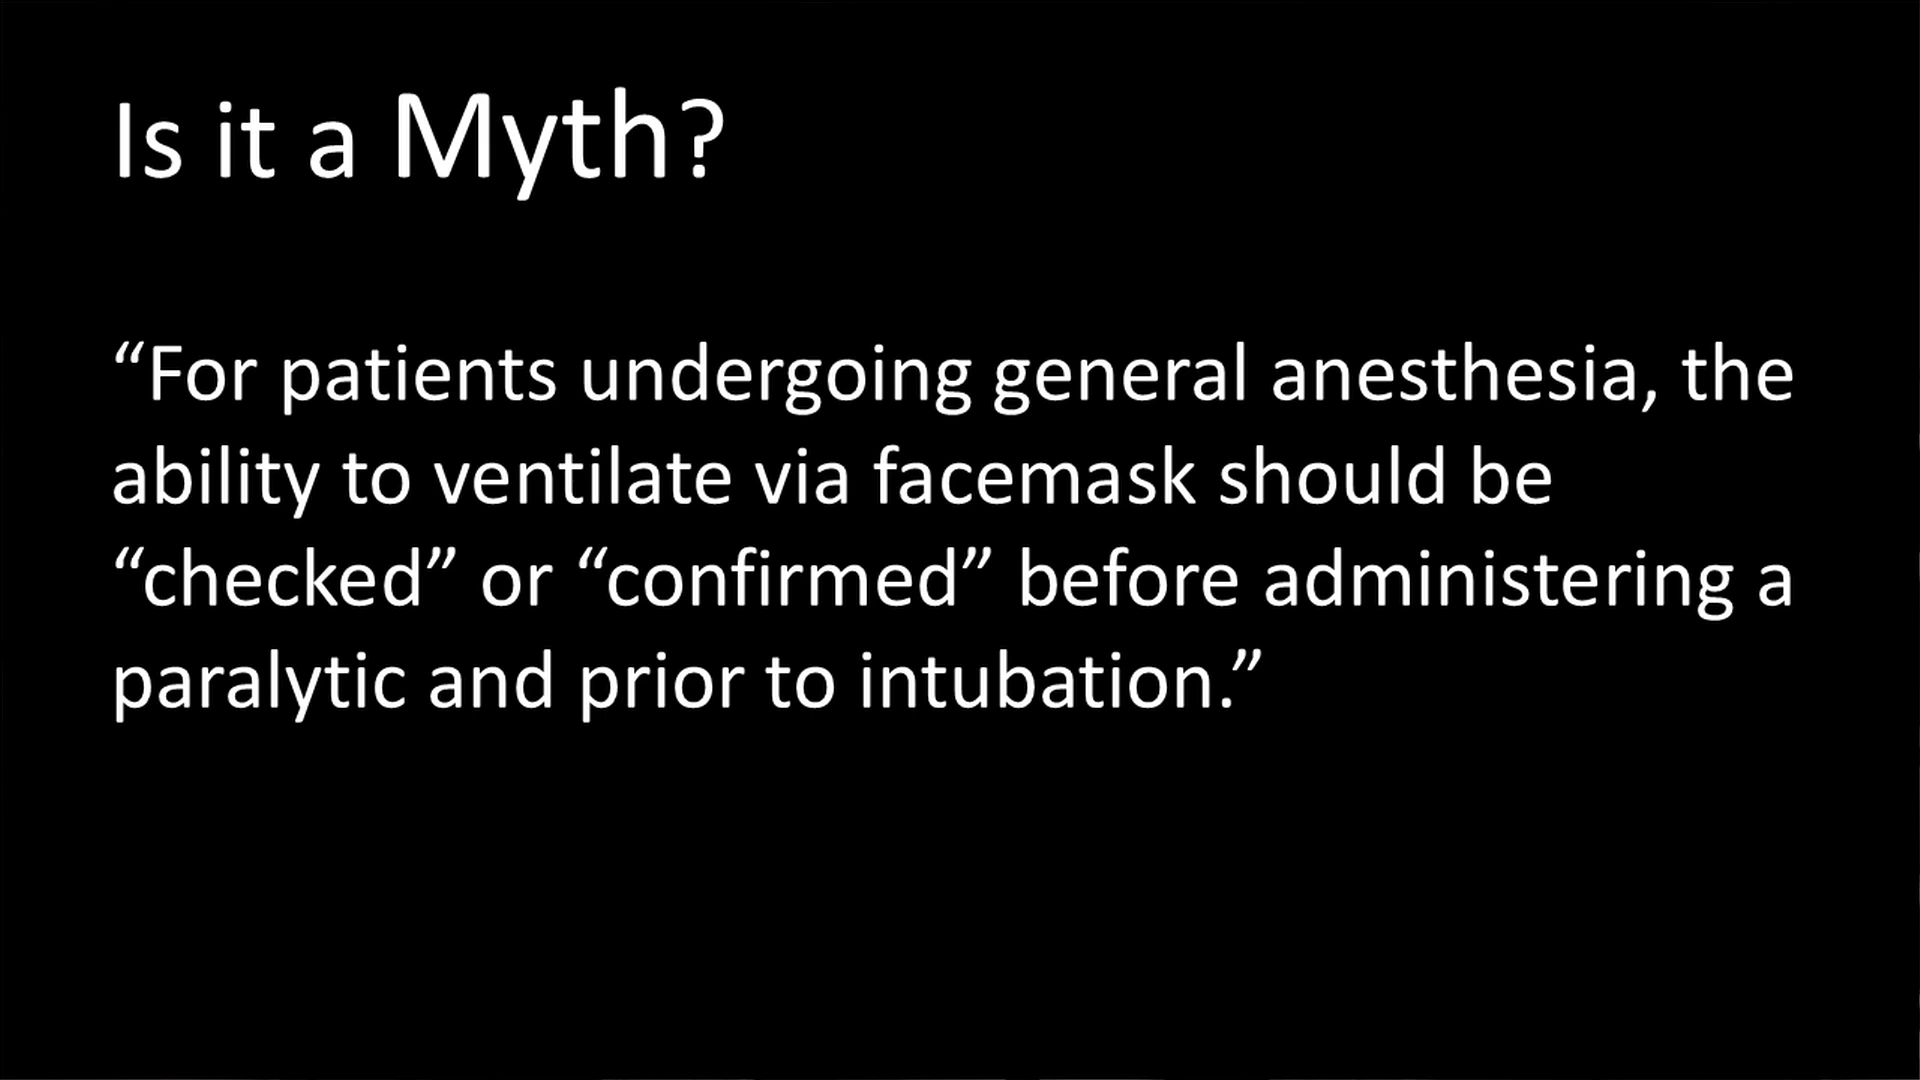 Is it a Myth?
“For patients undergoing general anesthesia, the
ability to ventilate via facemask should be
“checked” or “confirmed” before administering a
paralytic and prior to intubation.”